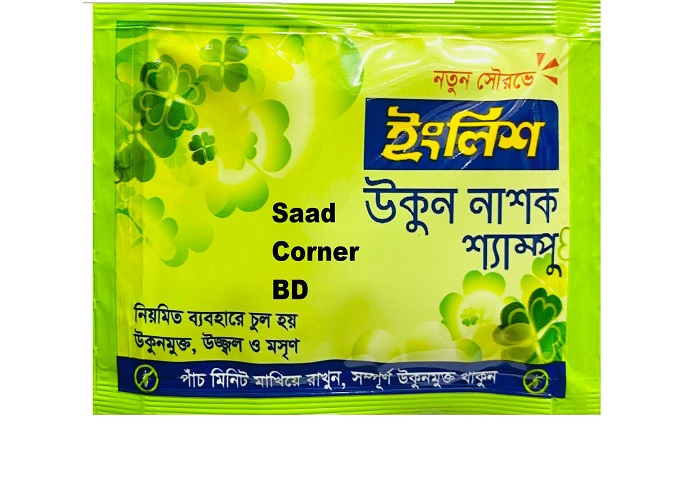 নতুন সৌরভে
ইংলিশ
উকুন নাশক
শ্যাম্পু
Saad
Corner
BD
নিয়মিত ব্যবহারে চুল হয়
উকুনমুক্ত, উজ্জ্বল ও মসৃণ
পাঁচ মিনিট মাখিয়ে রাখুন, সম্পূর্ণ উকুনমুক্ত থাকুন